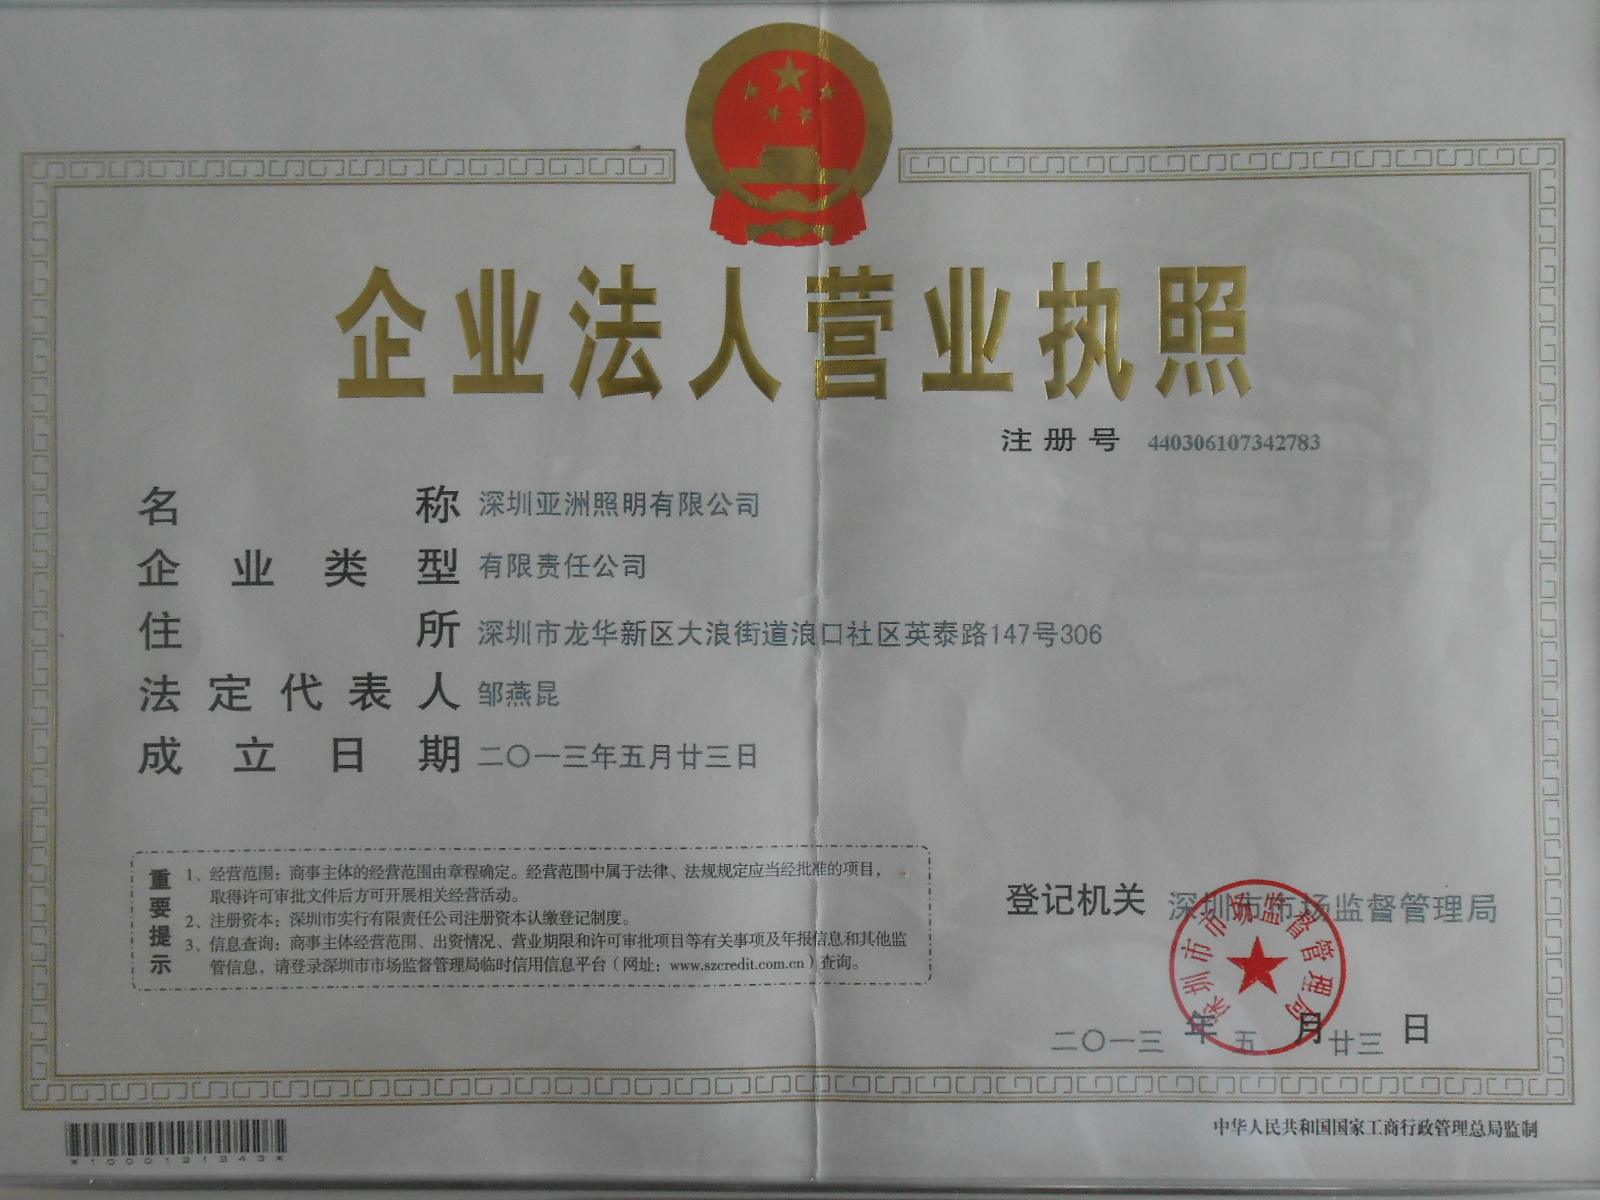 企业法人营业执照
注册号 440306107342783
名称 深圳亚洲照明有限公司
企业类型 有限责任公司
住所 深圳市龙华新区大浪街道浪口社区英泰路147号306
法定代表人 邹燕昆
成立日期 二〇一三年五月廿三日
重要提示
1、经营范围：商事主体的经营范围由章程确定。经营范围中属于法律、法规规定应当经批准的项目，
取得许可审批文件后方可开展相关经营活动。
2、注册资本：深圳市实行有限责任公司注册资本认缴登记制度。
3、信息查询：商事主体经营范围、出资情况、营业期限和许可审批项目等有关事项及年报信息和其他监
管信息，请登录深圳市市场监督管理局临时信用信息平台（网址：www.szcredit.com.cn）查询。
登记机关 深圳市市场监督管理局
深圳市市场监督管理局
二〇一三年五月廿三日
*1000131243*
中华人民共和国国家工商行政管理总局监制